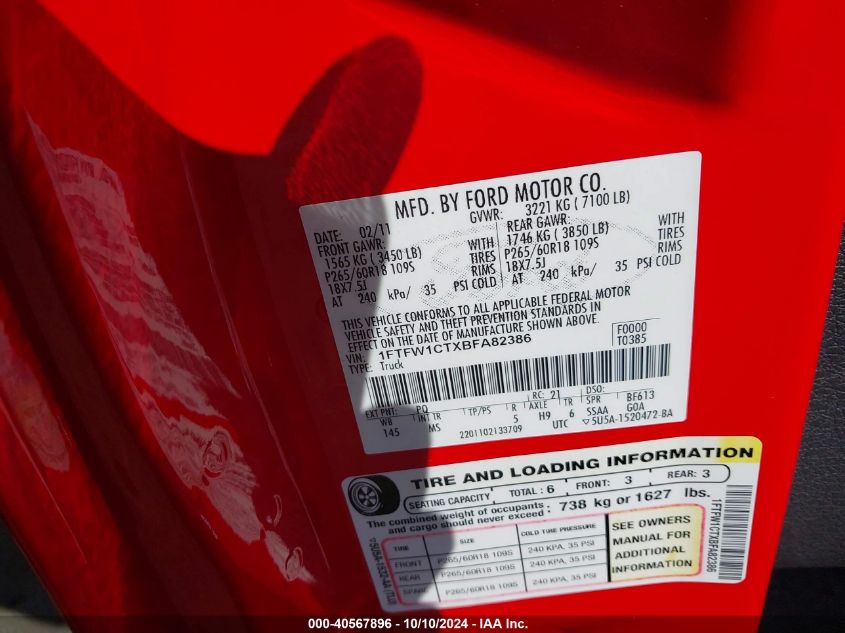 MFD. BY FORD MOTOR CO.
DATE: 02/11 GVWR: 3221 KG ( 7100 LB)
FRONT GAWR: REAR GAWR:
1565 KG ( 3450 LB) WITH 1746 KG ( 3850 LB) WITH
P265/60R18 109S TIRES P265/60R18 109S TIRES
18X7.5J RIMS 18X7.5J RIMS
AT 240 kPa/ 35 PSI COLD AT 240 kPa/ 35 PSI COLD
THIS VEHICLE CONFORMS TO ALL APPLICABLE FEDERAL MOTOR
VEHICLE SAFETY AND THEFT PREVENTION STANDARDS IN
EFFECT ON THE DATE OF MANUFACTURE SHOWN ABOVE.
VIN: 1FTFW1CTXBFA82386
TYPE: Truck
F0000
T0385
EXT PNT: PQ RC: 21 DSO:
WB INT TR TP/PS R AXLE TR SPR BF613
145 MS 5 H9 6 SSAA GOA
2201102133709 UTC ▽5U5A-1520472-BA
TIRE AND LOADING INFORMATION
SEATING CAPACITY TOTAL : 6 FRONT: 3 REAR: 3
The combined weight of occupants and cargo should never exceed : 738 kg or 1627 lbs.
TIRE SIZE COLD TIRE PRESSURE
FRONT P265/60R18 109S 240 KPA, 35 PSI
REAR P265/60R18 109S 240 KPA, 35 PSI
SPARE P265/60R18 109S 240 KPA, 35 PSI
SEE OWNERS
MANUAL FOR
ADDITIONAL
INFORMATION
1FTFW1CTXBFA82386
000-40567896 - 10/10/2024 - IAA Inc.